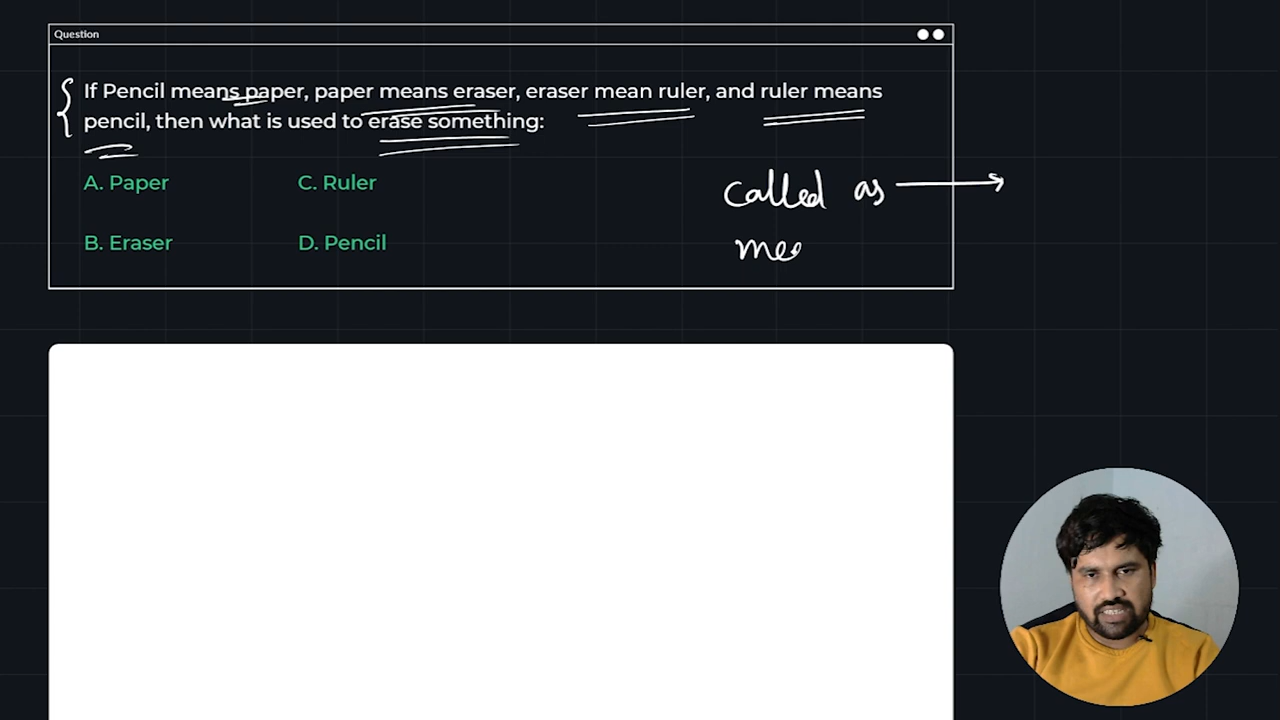 Question
If Pencil means paper, paper means eraser, eraser mean ruler, and ruler means
pencil, then what is used to erase something:
A. Paper C. Ruler
B. Eraser D. Pencil
Called as
mea